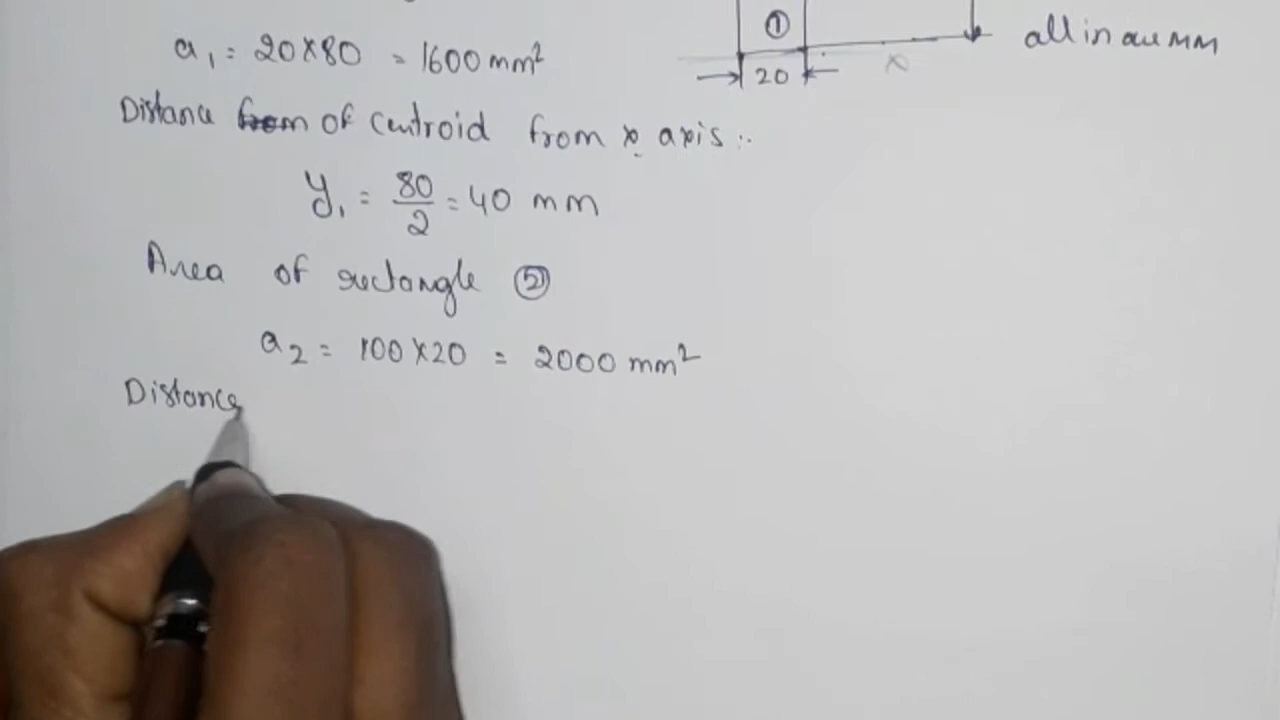 ①
a₁ = 20×80 = 1600 mm²
all in all MM
20
x
Distance from of centroid from x axis :-
y₁ = 80/2 = 40 mm
Area of rectangle ②
a₂ = 100×20 = 2000 mm²
Distance